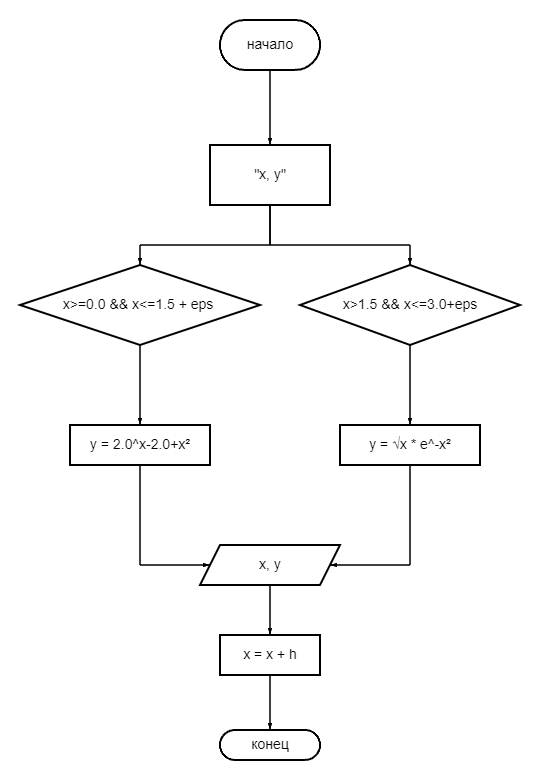 начало
"x, y"
x>=0.0 && x<=1.5 + eps
x>1.5 && x<=3.0+eps
y = 2.0^x-2.0+x²
y = √x * e^-x²
x, y
x = x + h
конец